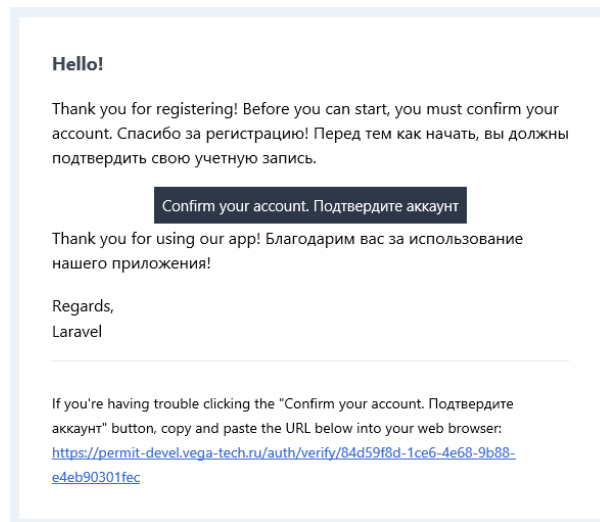 Hello!
Thank you for registering! Before you can start, you must confirm your
account. Спасибо за регистрацию! Перед тем как начать, вы должны
подтвердить свою учетную запись.
Confirm your account. Подтвердите аккаунт
Thank you for using our app! Благодарим вас за использование
нашего приложения!
Regards,
Laravel
If you're having trouble clicking the "Confirm your account. Подтвердите
аккаунт" button, copy and paste the URL below into your web browser:
https://permit-devel.vega-tech.ru/auth/verify/84d59f8d-1ce6-4e68-9b88-
e4eb90301fec